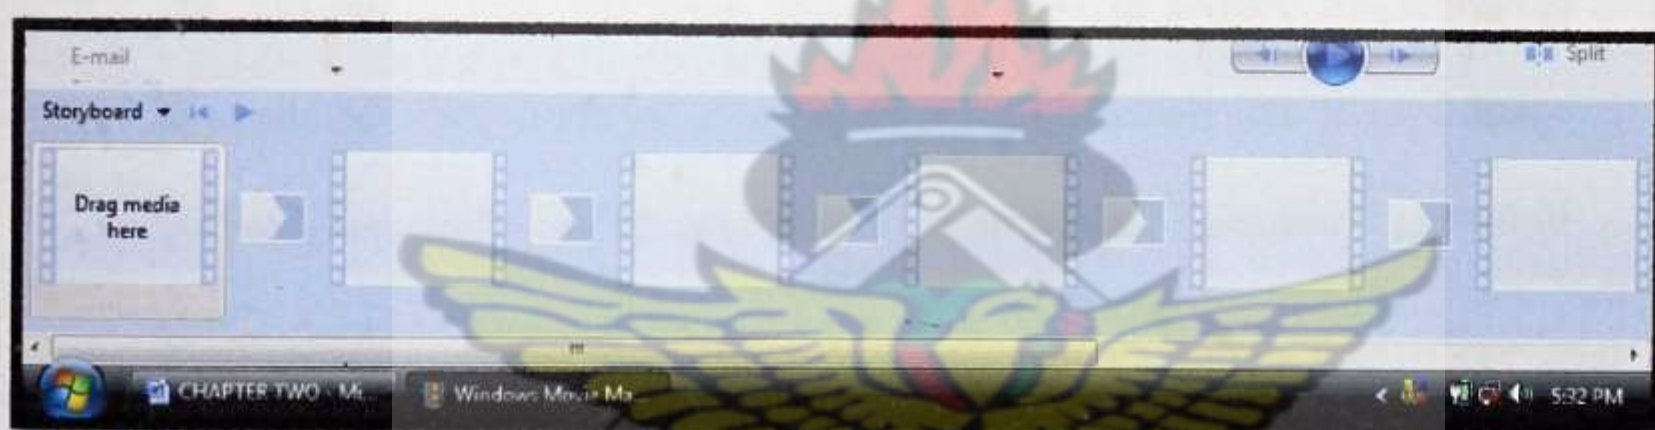 E-mail
Split
Storyboard
Drag media
here
CHAPTER TWO - Mi...
Windows Movie Ma...
5:32 PM